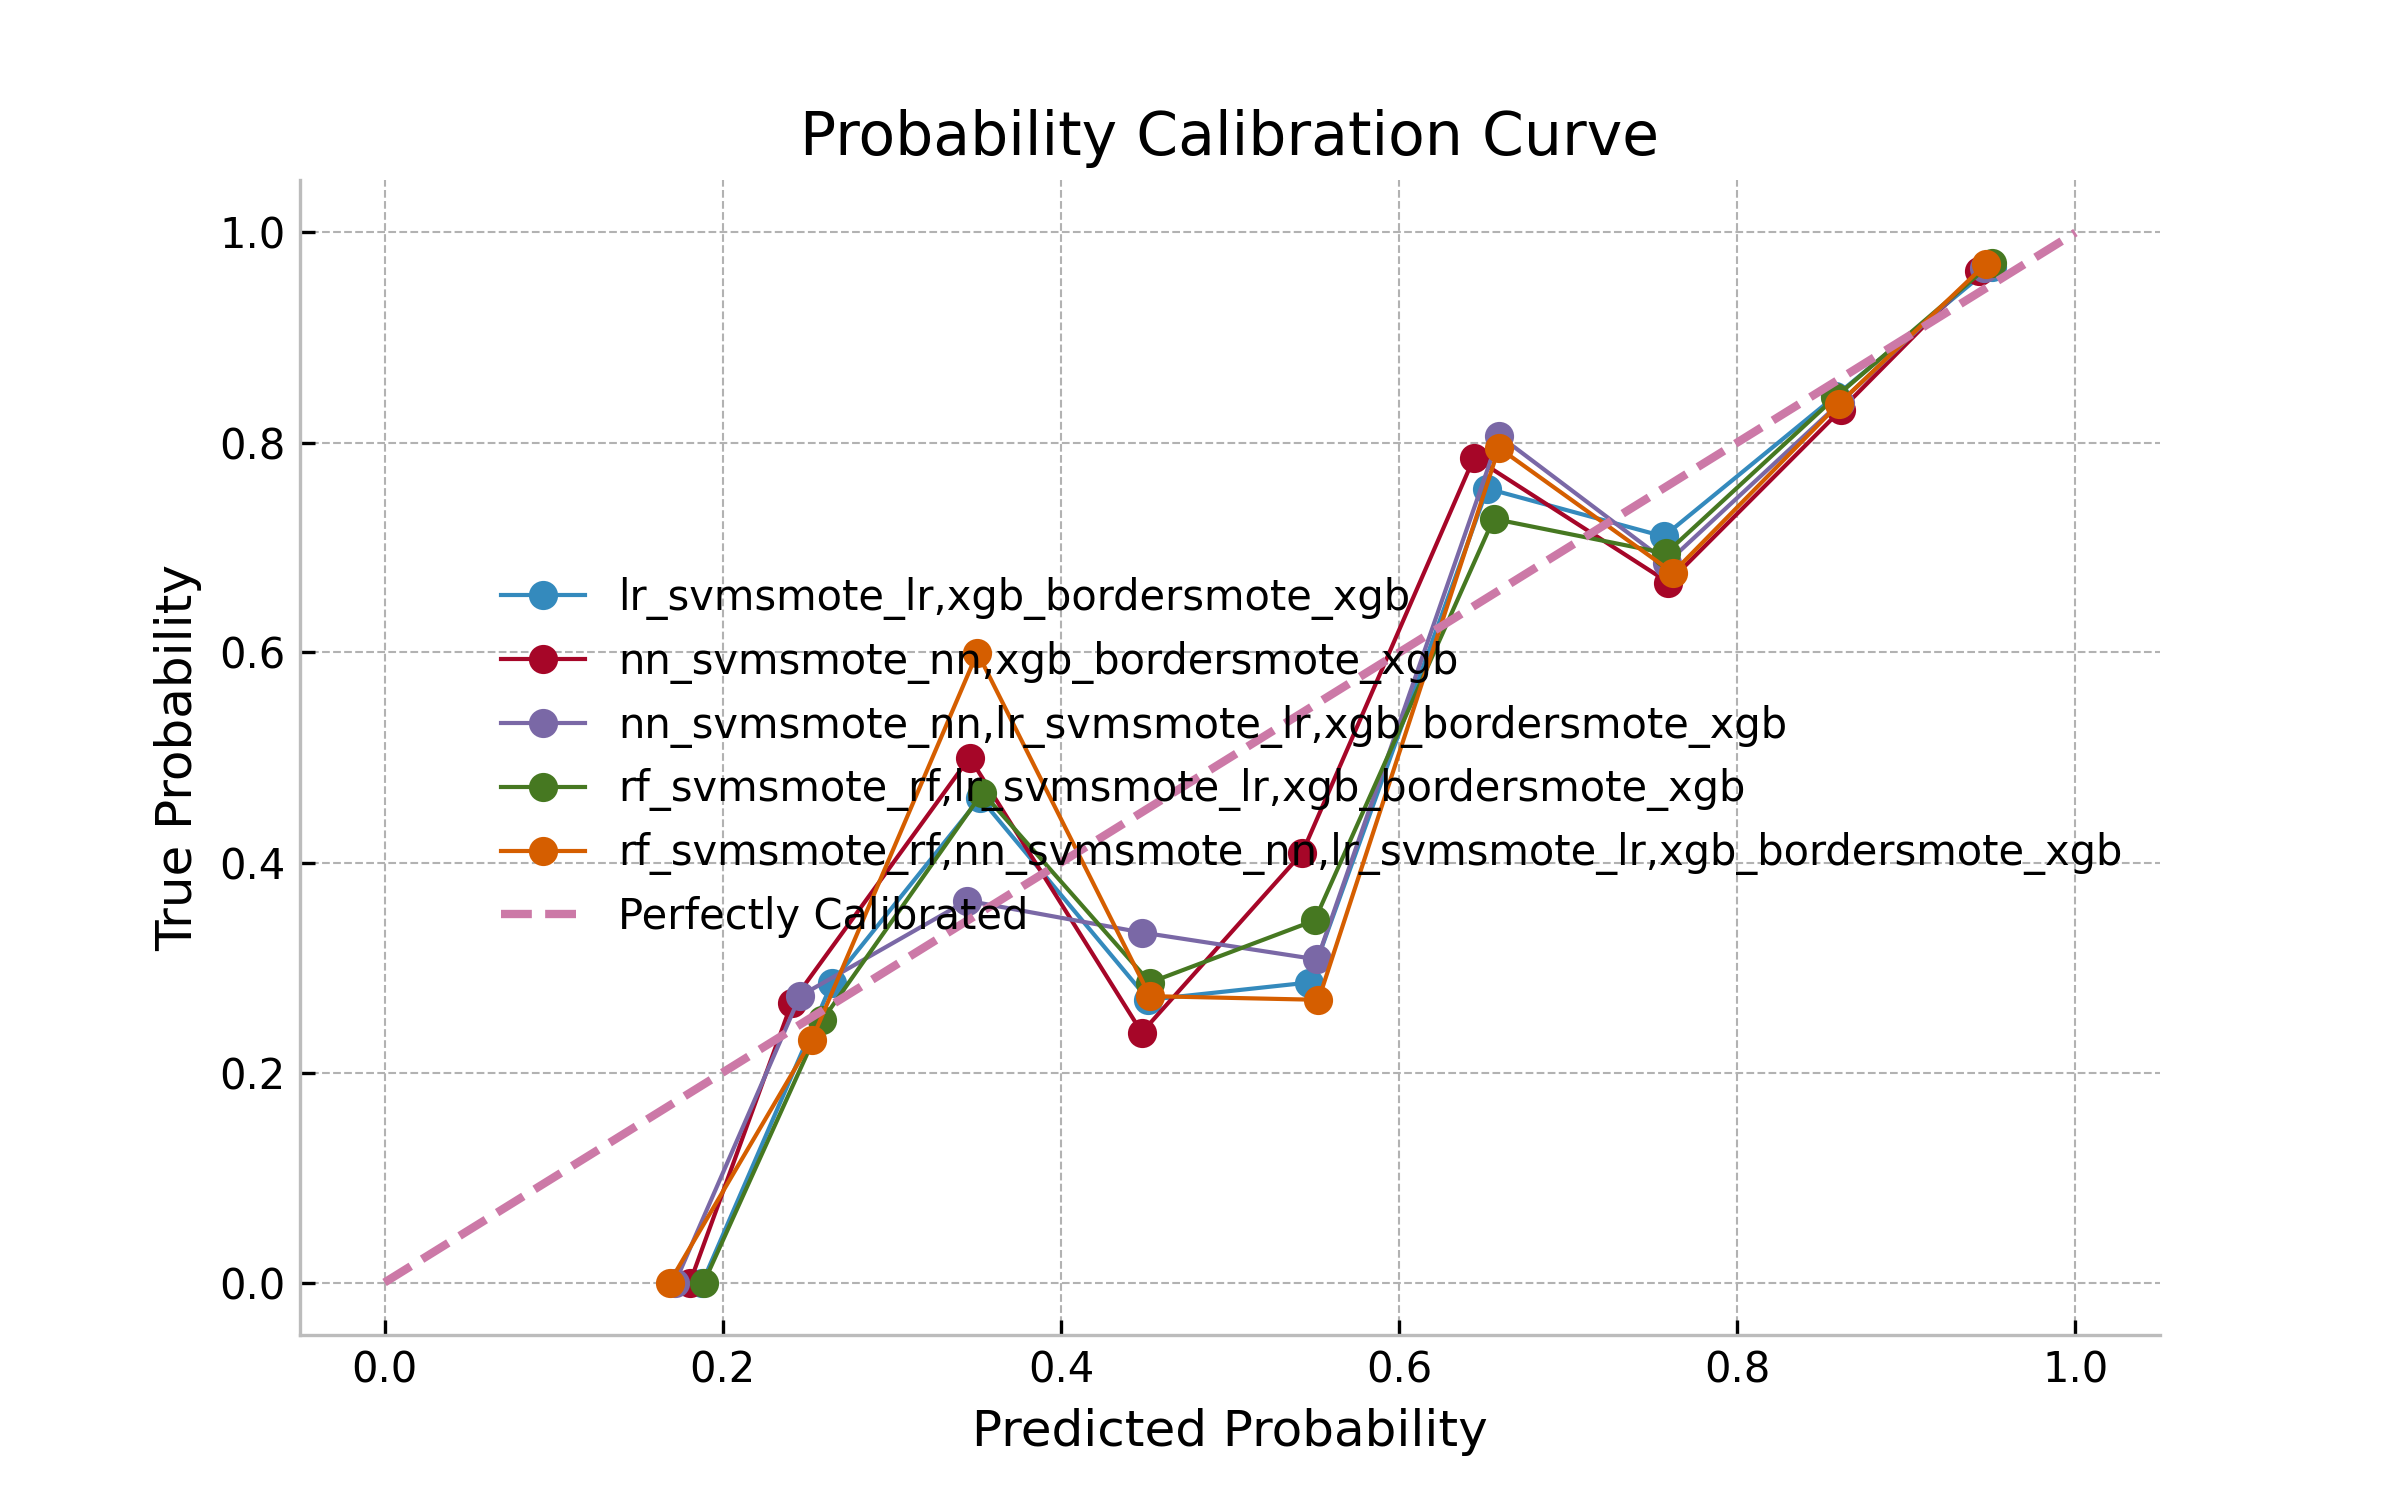 Probability Calibration Curve
True Probability
1.0
0.8
0.6
0.4
0.2
0.0
lr_svmsmote_lr,xgb_bordersmote_xgb
nn_svmsmote_nn,xgb_bordersmote_xgb
nn_svmsmote_nn,lr_svmsmote_lr,xgb_bordersmote_xgb
rf_svmsmote_rf,lr_svmsmote_lr,xgb_bordersmote_xgb
rf_svmsmote_rf,nn_svmsmote_nn,lr_svmsmote_lr,xgb_bordersmote_xgb
Perfectly Calibrated
0.0 0.2 0.4 0.6 0.8 1.0
Predicted Probability